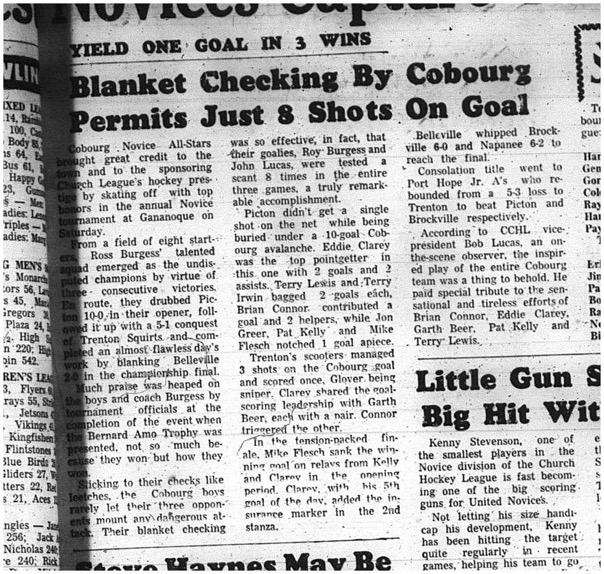 es Novices Capture
YIELD ONE GOAL IN 3 WINS
Blanket Checking By Cobourg
Permits Just 8 Shots On Goal
Cobourg Novice All-Stars
brought great credit to the
town and to the sponsoring
Church League's hockey pres-
tige by skating off with top
honors in the annual Novice
tournament at Gananoque on
Saturday.
From a field of eight start-
ers, Ross Burgess' talented
squad emerged as the undis-
puted champions by virtue of
three consecutive victories.
En route, they drubbed Pic-
ton 10-0 in their opener, foll-
owed it up with a 5-1 conquest
of Trenton Squirts and com-
pleted an almost flawless day's
work by blanking Belleville
2-0 in the championship final.
Much praise was heaped on
the boys and coach Burgess by
tournament officials at the
completion of the event when
the Bernard Amo Trophy was
presented, not so much be-
cause they won but how they
won.
Sticking to their checks like
leetches, the Cobourg boys
rarely let their three oppon-
ents mount any dangerous at-
tack. Their blanket checking
was so effective, in fact, that
their goalies, Roy Burgess and
John Lucas, were tested a
scant 8 times in the entire
three games, a truly remark-
able accomplishment.
Picton didn't get a single
shot on the net while being
buried under a 10-goal Cob-
ourg avalanche. Eddie Clarey
was the top pointgetter in
this one with 2 goals and 2
assists. Terry Lewis and Terry
Irwin bagged 2 goals each,
Brian Connor contributed a
goal and 2 helpers, while Jon
Greer, Pat Kelly and Mike
Flesch notched 1 goal apiece.
Trenton's scooters managed
3 shots on the Cobourg goal
and scored once, Glover being
sniper. Clarey shared the goal-
scoring leadership with Garth
Beer, each with a pair. Connor
triggered the other.
In the tension-packed fin-
ale, Mike Flesch sank the win-
ning goal on relays from Kelly
and Clarey in the opening
period. Clarey, with his 5th
goal of the day, added the in-
surance marker in the 2nd
stanza.
Belleville whipped Brock-
ville 6-0 and Napanee 6-2 to
reach the final.
Consolation title went to
Port Hope Jr. A's who re-
bounded from a 5-3 loss to
Trenton to beat Picton and
Brockville respectively.
According to CCHL vice-
president Bob Lucas, an on-
the-scene observer, the inspir-
ed play of the entire Cobourg
team was a thing to behold. He
paid special tribute to the sen-
sational and tireless efforts of
Brian Connor, Eddie Clarey,
Garth Beer, Pat Kelly and
Terry Lewis.
Little Gun S
Big Hit Wit
Kenny Stevenson, one of
the smallest players in the
Novice division of the Church
Hockey League is fast becom-
ing one of the big scoring
guns for United Novices.
Not letting his size handi-
cap his development, Kenny
has been hitting the target
quite regularly in recent
games, helping his team to go
Steve Haynes May Be